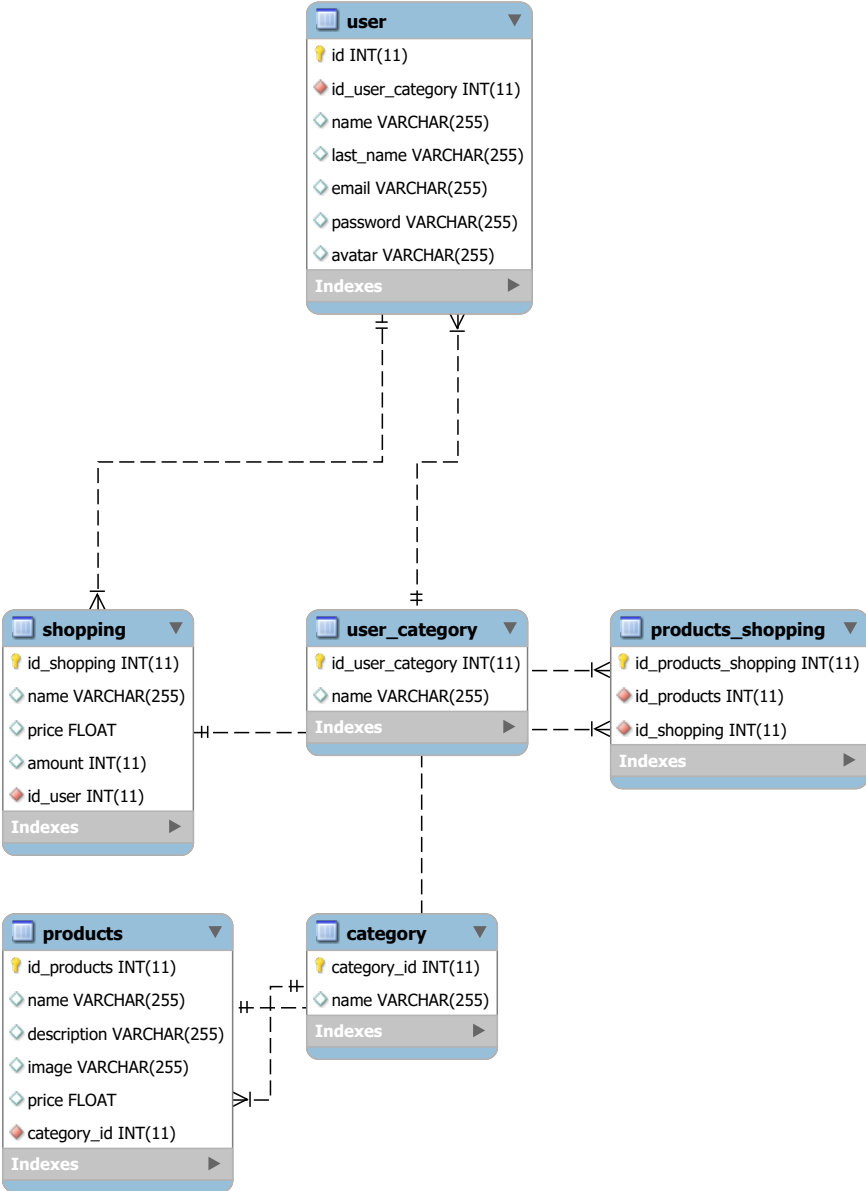 user
id INT(11)
id_user_category INT(11)
name VARCHAR(255)
last_name VARCHAR(255)
email VARCHAR(255)
password VARCHAR(255)
avatar VARCHAR(255)
Indexes
shopping
id_shopping INT(11)
name VARCHAR(255)
price FLOAT
amount INT(11)
id_user INT(11)
Indexes
user_category
id_user_category INT(11)
name VARCHAR(255)
Indexes
products_shopping
id_products_shopping INT(11)
id_products INT(11)
id_shopping INT(11)
Indexes
products
id_products INT(11)
name VARCHAR(255)
description VARCHAR(255)
image VARCHAR(255)
price FLOAT
category_id INT(11)
Indexes
category
category_id INT(11)
name VARCHAR(255)
Indexes